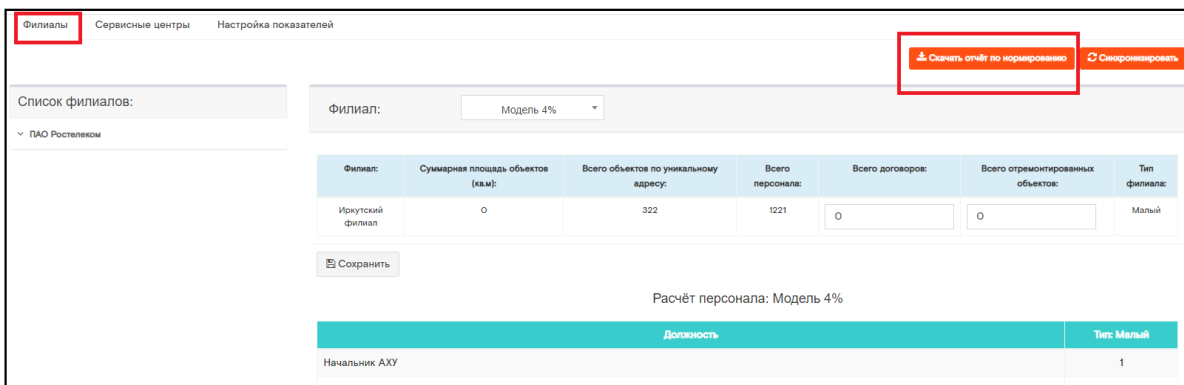 Филиалы Сервисные центры Настройка показателей
Скачать отчёт по нормированию Синхронизировать
Список филиалов:
ПАО Ростелеком
Филиал: Модель 4%
Филиал: Суммарная площадь объектов Всего объектов по уникальному Всего Всего договоров: Всего отремонтированных Тип
(кв.м): адресу: персонала: объектов: филиала:
Иркутский 0 322 1221 0 0 Малый
филиал
Сохранить
Расчёт персонала: Модель 4%
Должность Тип: Малый
Начальник АХУ 1